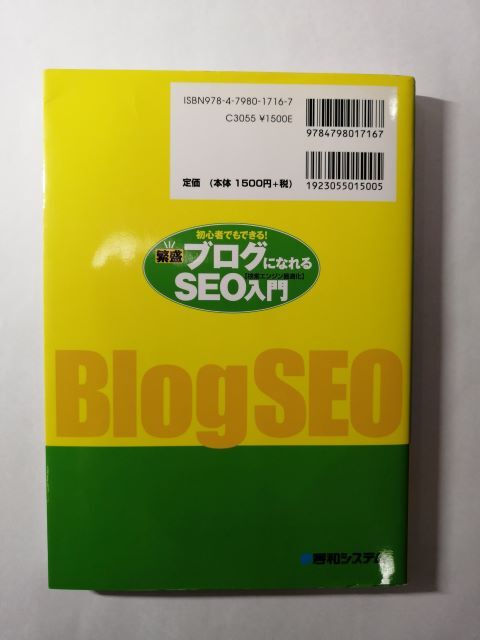 ISBN978-4-7980-1716-7
C3055 ¥1500E
定価 (本体 1500円+税)
9784798017167
1923055015005
初心者でもできる!
繁盛ブログになれる
[検索エンジン最適化]
SEO入門
BlogSEO
秀和システム